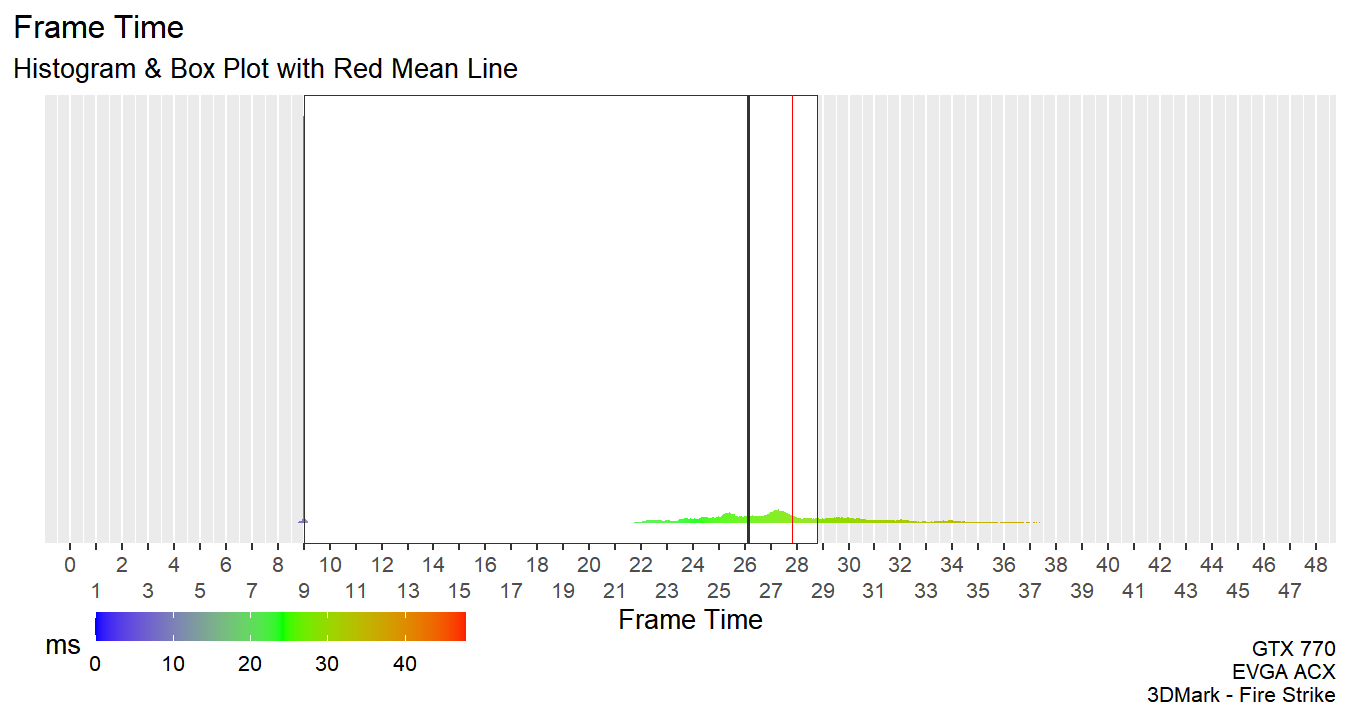 Frame Time
Histogram & Box Plot with Red Mean Line
0 2 4 6 8 10 12 14 16 18 20 22 24 26 28 30 32 34 36 38 40 42 44 46 48
1 3 5 7 9 11 13 15 17 19 21 23 25 27 29 31 33 35 37 39 41 43 45 47
Frame Time
ms
0 10 20 30 40
GTX 770
EVGA ACX
3DMark - Fire Strike